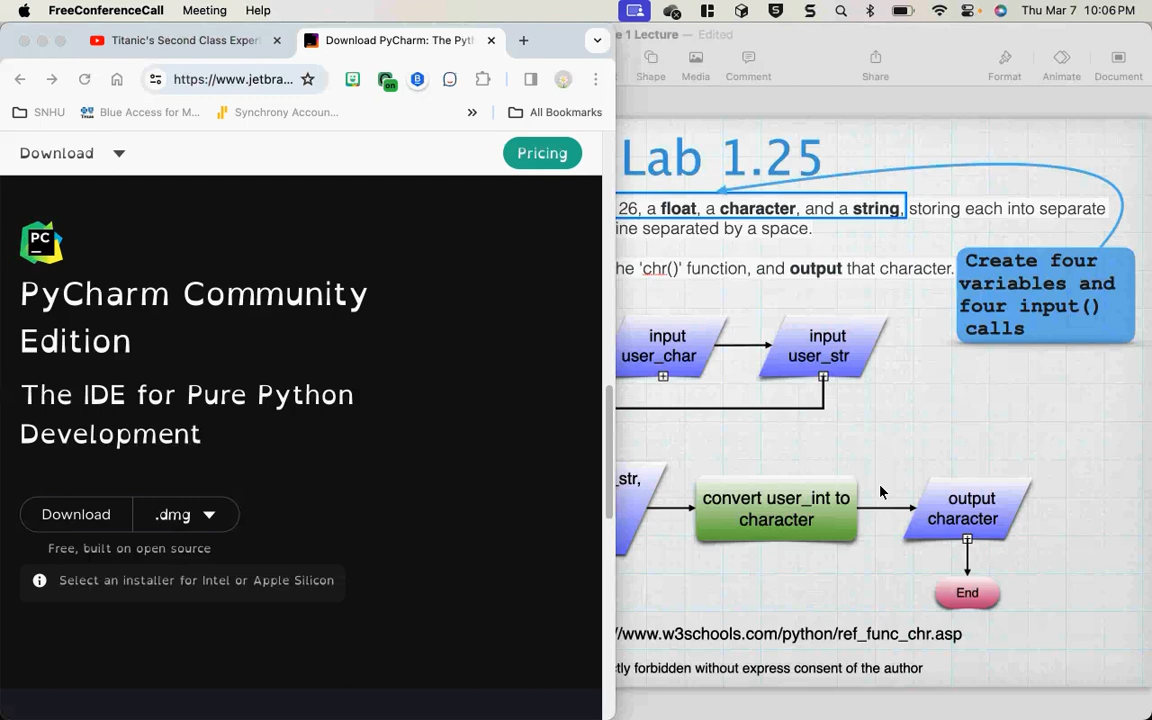 FreeConferenceCall Meeting Help
Thu Mar 7 10:06 PM
Titanic's Second Class Experi
Download PyCharm: The Pyth
https://www.jetbra...
on
SNHU Blue Access for M... Synchrony Accoun... » All Bookmarks
Download Pricing
PC
PyCharm Community
Edition
The IDE for Pure Python
Development
Download .dmg
Free, built on open source
Select an installer for Intel or Apple Silicon
e 1 Lecture — Edited
Shape Media Comment Share Format Animate Document
Lab 1.25
26, a float, a character, and a string, storing each into separate
ine separated by a space.
he 'chr()' function, and output that character.
Create four
variables and
four input()
calls
input
user_char
input
user_str
_str,
convert user_int to
character
output
character
End
//www.w3schools.com/python/ref_func_chr.asp
ctly forbidden without express consent of the author